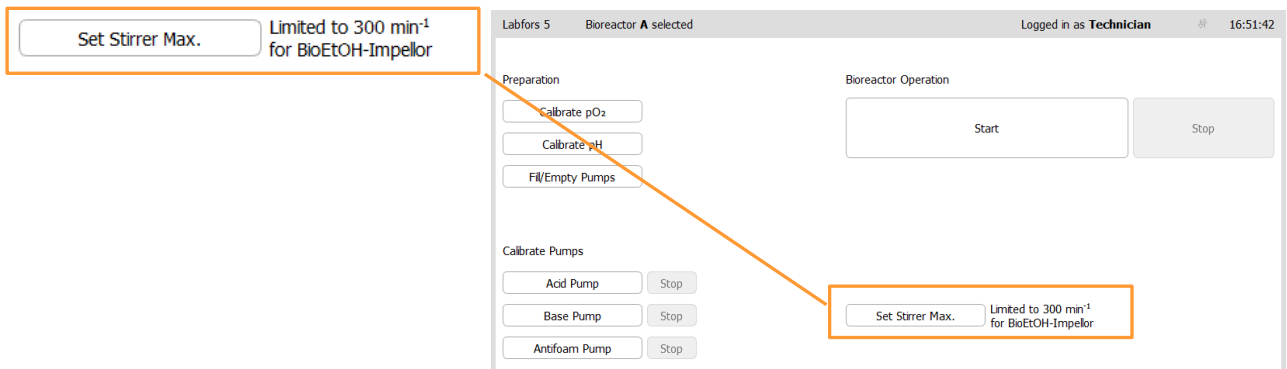 Set Stirrer Max.
Limited to 300 min⁻¹
for BioEtOH-Impellor
Labfors 5 Bioreactor A selected Logged in as Technician 16:51:42
Preparation
Calibrate pO₂
Calibrate pH
Fill/Empty Pumps
Bioreactor Operation
Start Stop
Calibrate Pumps
Acid Pump Stop
Base Pump Stop
Antifoam Pump Stop
Set Stirrer Max.
Limited to 300 min⁻¹
for BioEtOH-Impellor